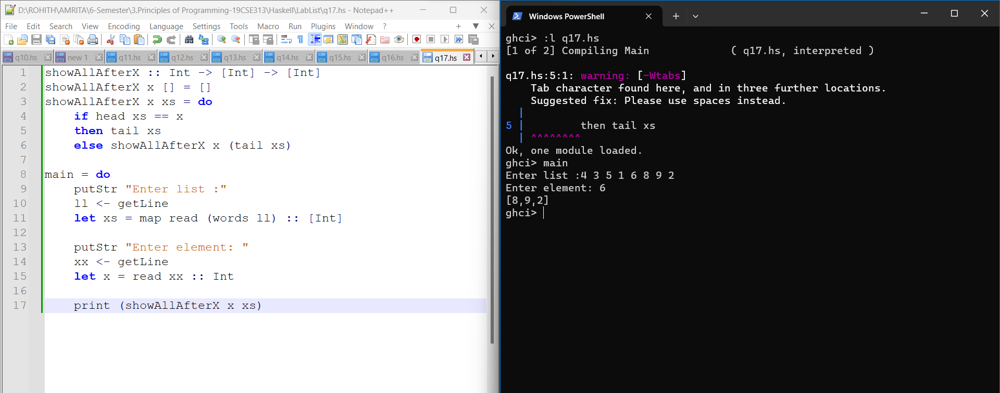 D:\ROHITH\AMRITA\6-Semester\3.Principles of Programming-19CSE313\Haskell\LabList\q17.hs - Notepad++
File Edit Search View Encoding Language Settings Tools Macro Run Plugins Window ?
q10.hs new 1 q11.hs q12.hs q13.hs q14.hs q15.hs q16.hs q17.hs
1 showAllAfterX :: Int -> [Int] -> [Int]
2 showAllAfterX x [] = []
3 showAllAfterX x xs = do
4     if head xs == x
5     then tail xs
6     else showAllAfterX x (tail xs)
7
8 main = do
9     putStr "Enter list :"
10     ll <- getLine
11     let xs = map read (words ll) :: [Int]
12
13     putStr "Enter element: "
14     xx <- getLine
15     let x = read xx :: Int
16
17     print (showAllAfterX x xs)
Windows PowerShell
ghci> :l q17.hs
[1 of 2] Compiling Main             ( q17.hs, interpreted )
q17.hs:5:1: warning: [-Wtabs]
    Tab character found here, and in three further locations.
    Suggested fix: Please use spaces instead.
  |
5 |         then tail xs
  | ^^^^^^^^
Ok, one module loaded.
ghci> main
Enter list :4 3 5 1 6 8 9 2
Enter element: 6
[8,9,2]
ghci>